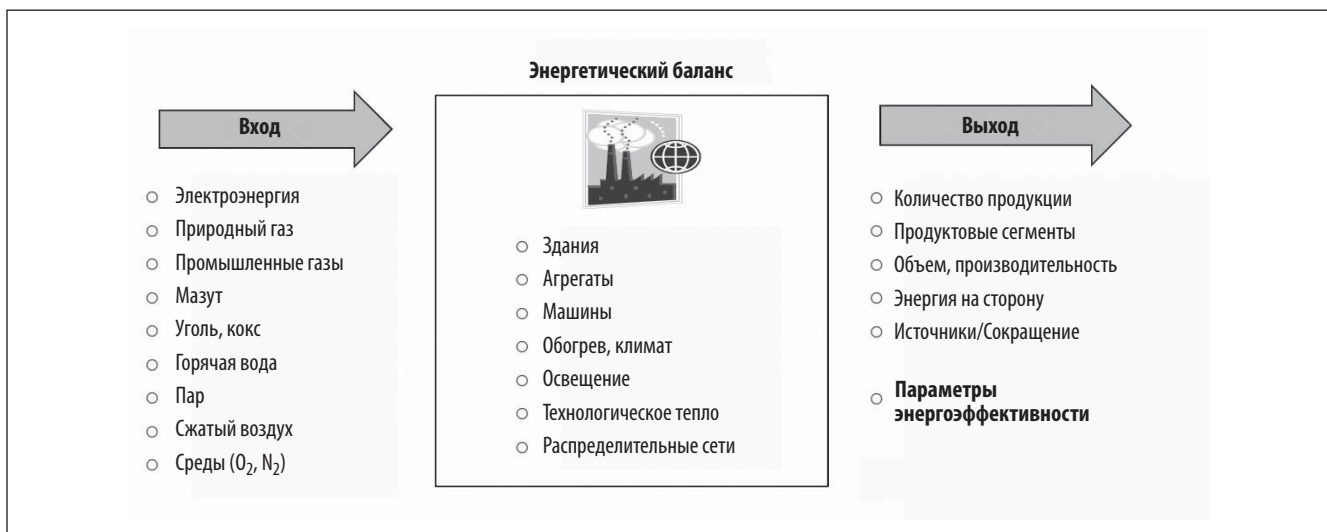 Энергетический баланс
Вход
Электроэнергия
Природный газ
Промышленные газы
Мазут
Уголь, кокс
Горячая вода
Пар
Сжатый воздух
Среды (O₂, N₂)
Здания
Агрегаты
Машины
Обогрев, климат
Освещение
Технологическое тепло
Распределительные сети
Выход
Количество продукции
Продуктовые сегменты
Объем, производительность
Энергия на сторону
Источники/Сокращение
Параметры
энергоэффективности